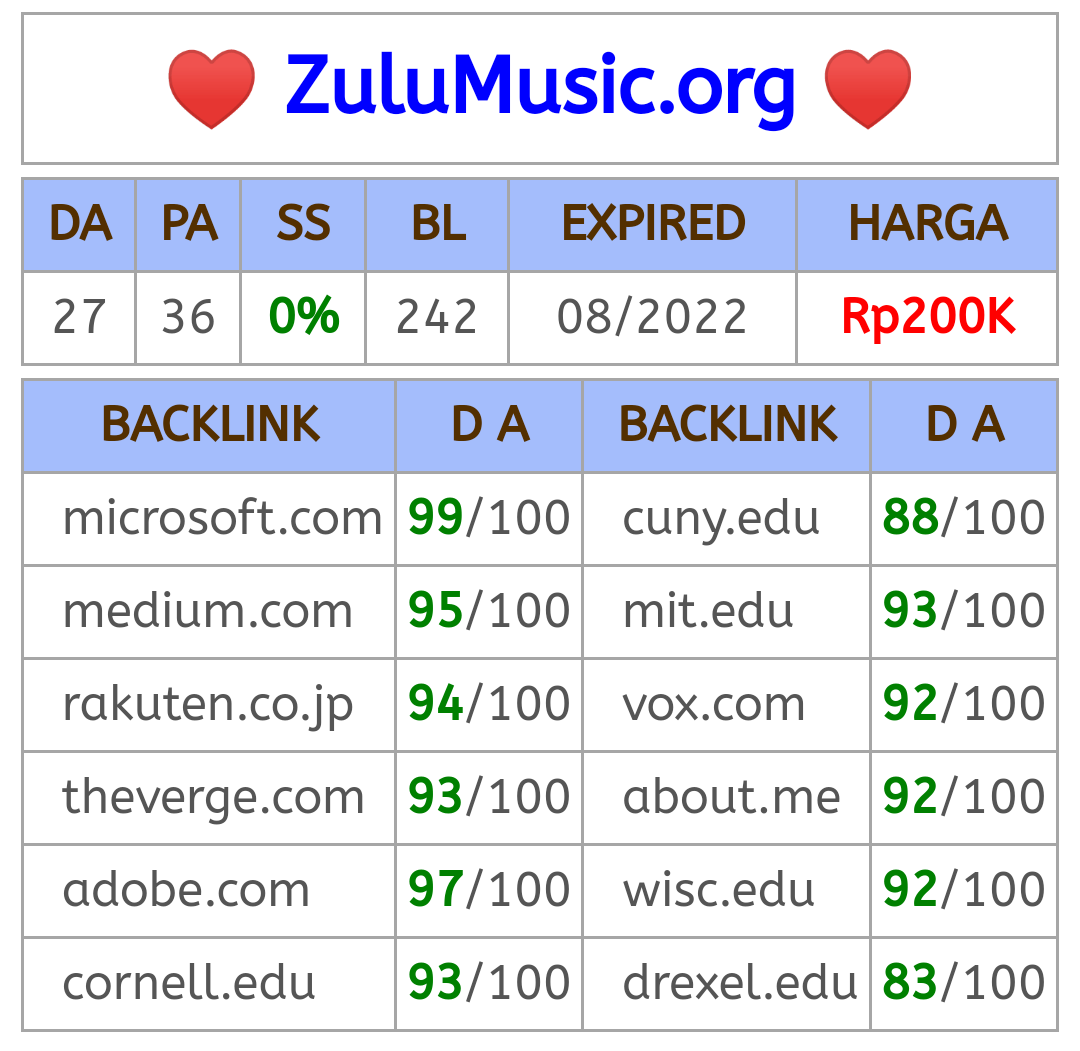 ZuluMusic.org
DA PA SS BL EXPIRED HARGA
27 36 0% 242 08/2022 Rp200K
BACKLINK D A BACKLINK D A
microsoft.com 99/100 cuny.edu 88/100
medium.com 95/100 mit.edu 93/100
rakuten.co.jp 94/100 vox.com 92/100
theverge.com 93/100 about.me 92/100
adobe.com 97/100 wisc.edu 92/100
cornell.edu 93/100 drexel.edu 83/100